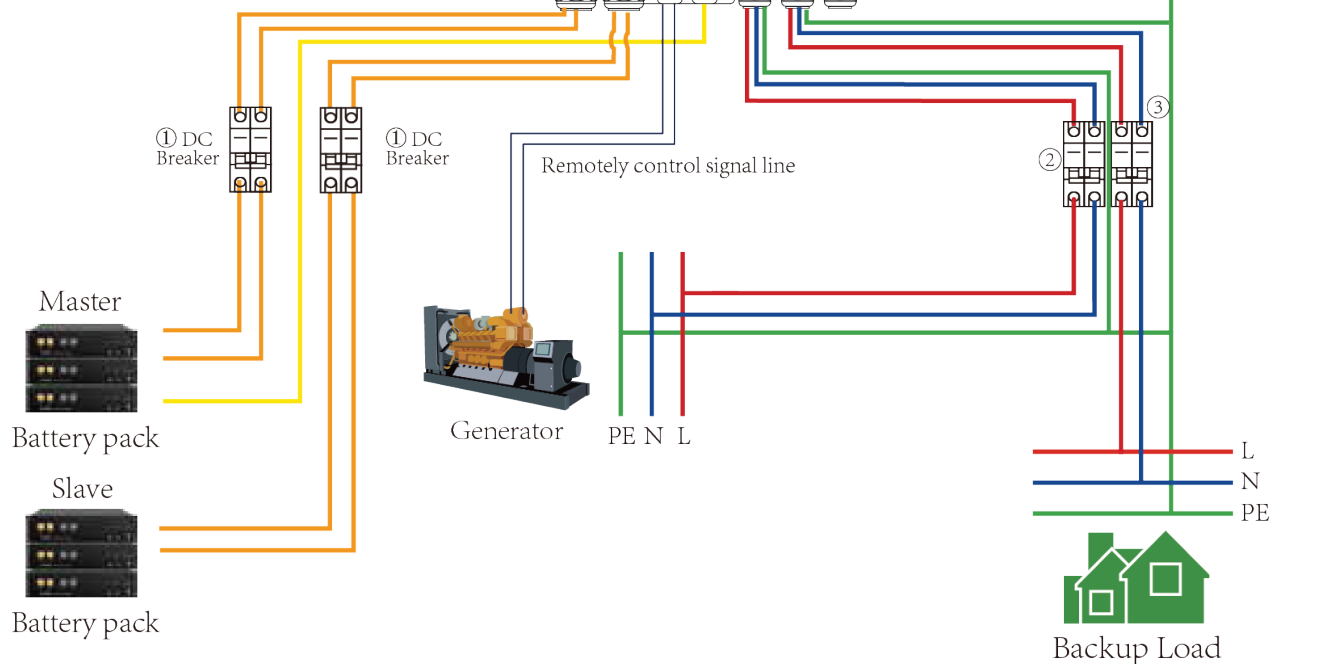 ③
① DC
Breaker
① DC
Breaker
②
Remotely control signal line
Master
Battery pack
Generator
PE N L
L
N
PE
Slave
Battery pack
Backup Load